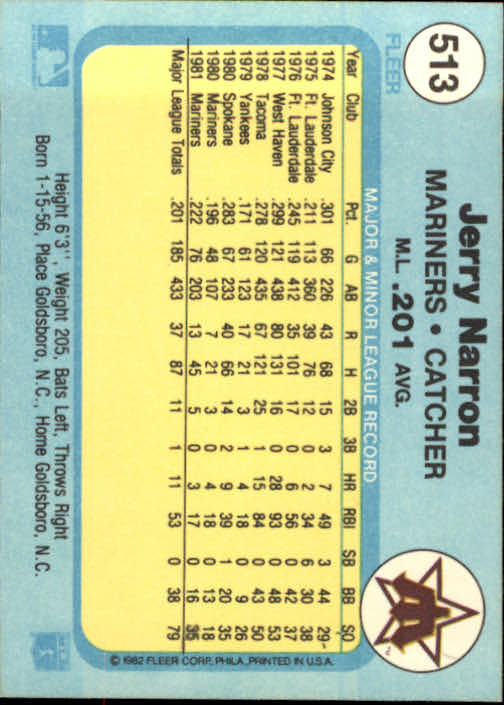 513
FLEER
Jerry Narron
MARINERS • CATCHER
M.L. .201 AVG.
MAJOR & MINOR LEAGUE RECORD
Year Club Pct. G AB R H 2B 3B HR RBI SB BB SO
1974 Johnson City .301 66 226 43 68 15 3 7 49 3 44 29
1975 Ft. Lauderdale .211 113 360 39 76 12 0 2 34 30 38
1976 Ft. Lauderdale .245 119 412 35 101 17 0 6 56 42 37
1977 West Haven .299 121 438 80 131 16 0 28 93 48 53
1978 Tacoma .278 120 435 67 121 25 1 15 84 0 43 50
1979 Yankees .171 61 123 17 21 3 1 4 18 0 9 26
1980 Spokane .283 67 233 40 66 14 2 9 39 1 20 35
1980 Mariners .196 48 107 7 21 3 0 4 18 0 13 18
1981 Mariners .222 76 203 13 45 5 0 3 17 0 16 35
Major League Totals .201 185 433 37 87 11 1 11 53 0 38 79
© 1982 FLEER CORP., PHILA., PRINTED IN U.S.A.
Height 6'3", Weight 205, Bats Left, Throws Right
Born 1-15-56, Place Goldsboro, N.C., Home Goldsboro, N.C.